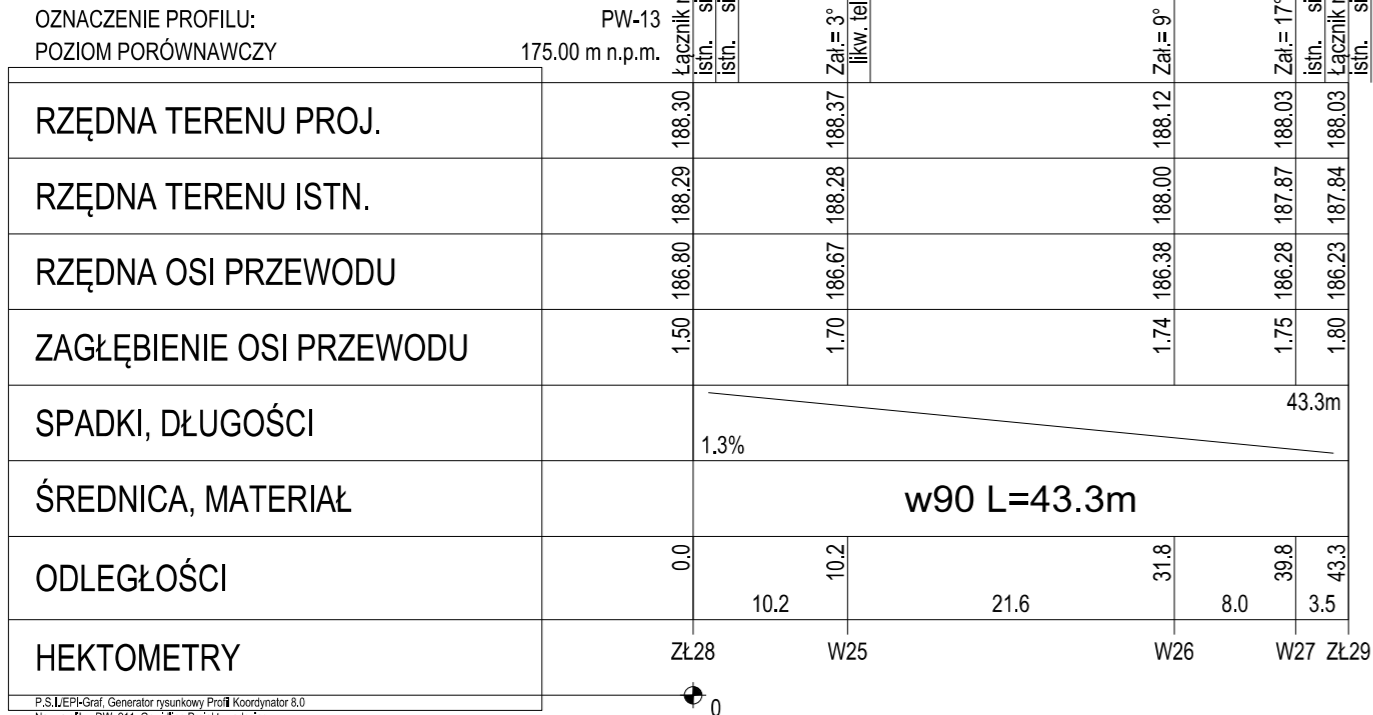 OZNACZENIE PROFILU: PW-13
POZIOM PORÓWNAWCZY 175.00 m n.p.m.
Łącznik
istn.
istn.
Zał.= 3°
likw. tel
Zał.= 9°
Zał.= 17°
istn.
Łącznik
istn.
RZĘDNA TERENU PROJ. 188.30 188.37 188.12 188.03 188.03
RZĘDNA TERENU ISTN. 188.29 188.28 188.00 187.87 187.84
RZĘDNA OSI PRZEWODU 186.80 186.67 186.38 186.28 186.23
ZAGŁĘBIENIE OSI PRZEWODU 1.50 1.70 1.74 1.75 1.80
SPADKI, DŁUGOŚCI 1.3% 43.3m
ŚREDNICA, MATERIAŁ w90 L=43.3m
ODLEGŁOŚCI 0.0 10.2 31.8 39.8 43.3
10.2 21.6 8.0 3.5
HEKTOMETRY ZŁ28 W25 W26 W27 ZŁ29
0
P.S.I./EPI-Graf, Generator rysunkowy Profil Koordynator 8.0